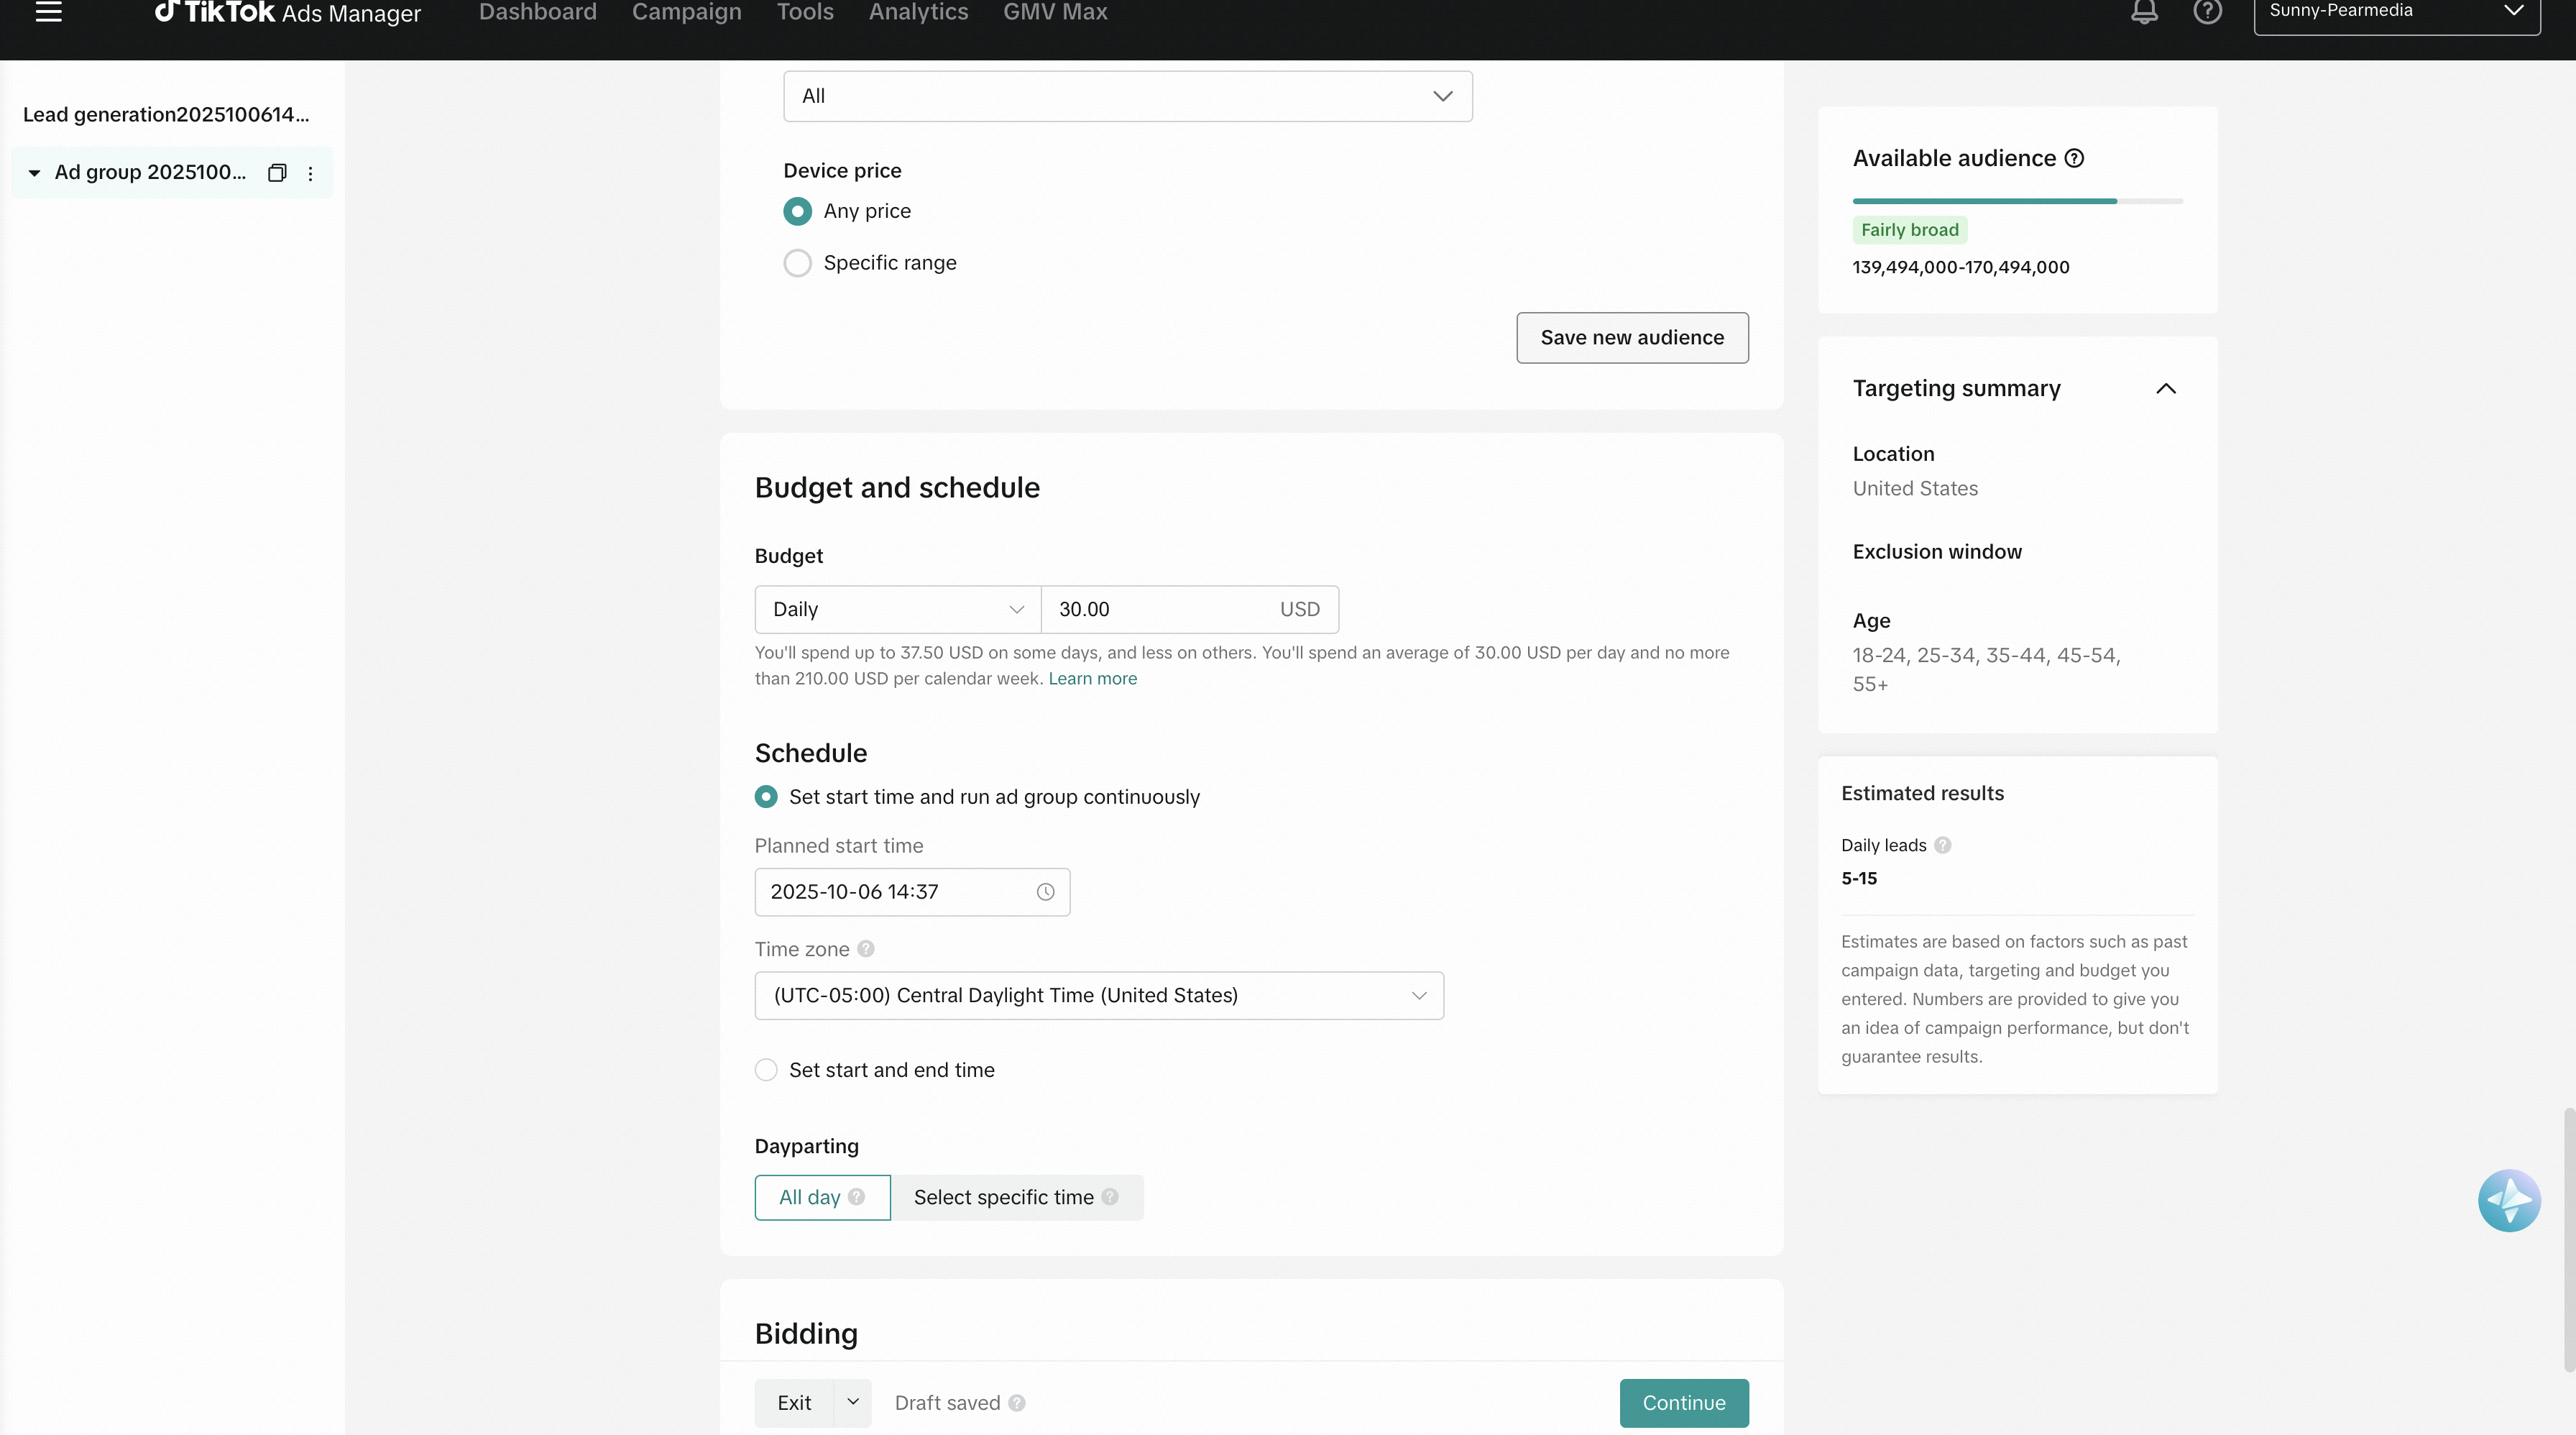 TikTok Ads Manager
Dashboard
Campaign
Tools
Analytics
GMV Max
Sunny-Pearmedia
Lead generation2025100614...
Ad group 2025100...
All
Device price
Any price
Specific range
Save new audience
Budget and schedule
Budget
Daily
30.00
USD
You'll spend up to 37.50 USD on some days, and less on others. You'll spend an average of 30.00 USD per day and no more
than 210.00 USD per calendar week. Learn more
Schedule
Set start time and run ad group continuously
Planned start time
2025-10-06 14:37
Time zone
(UTC-05:00) Central Daylight Time (United States)
Set start and end time
Dayparting
All day
Select specific time
Bidding
Exit
Draft saved
Continue
Available audience
Fairly broad
139,494,000-170,494,000
Targeting summary
Location
United States
Exclusion window
Age
18-24, 25-34, 35-44, 45-54,
55+
Estimated results
Daily leads
5-15
Estimates are based on factors such as past
campaign data, targeting and budget you
entered. Numbers are provided to give you
an idea of campaign performance, but don't
guarantee results.